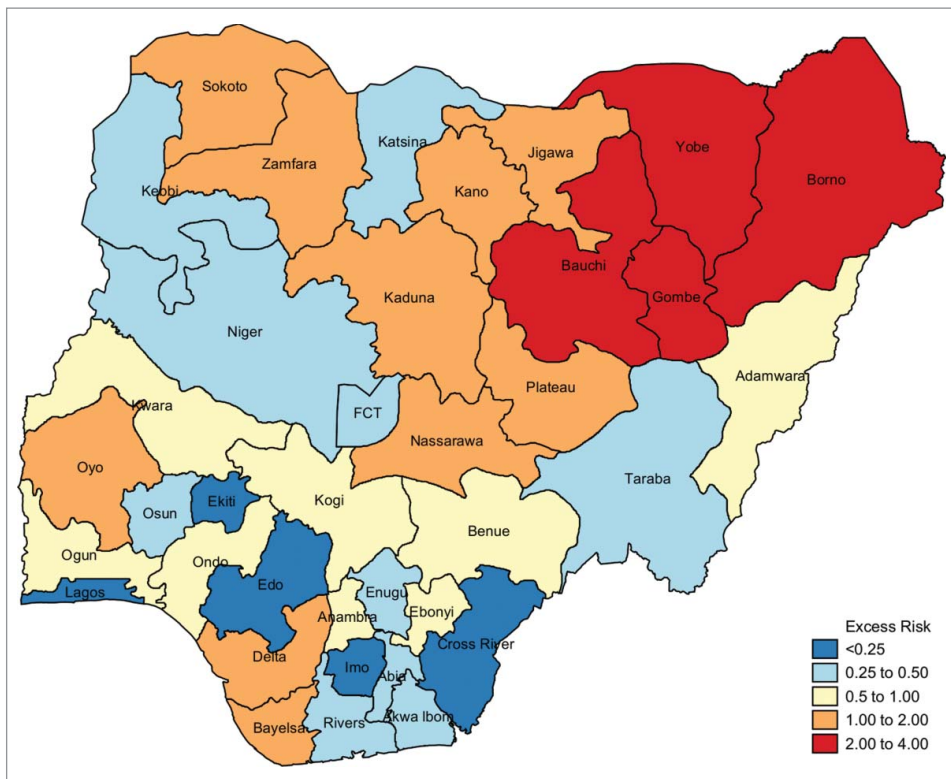 Sokoto
Katsina
Zamfara
Jigawa
Yobe
Kano
Borno
Kebbi
Bauchi
Kaduna
Gombe
Niger
Adamwara
Plateau
Kwara
FCT
Nassarawa
Oyo
Taraba
Ekiti
Kogi
Osun
Benue
Ogun
Ondo
Edo
Lagos
Enugu
Anambra
Ebonyi
Cross River
Delta
Imo
Abia
Bayelsa
Rivers
Akwa Ibom
Excess Risk
<0.25
0.25 to 0.50
0.5 to 1.00
1.00 to 2.00
2.00 to 4.00